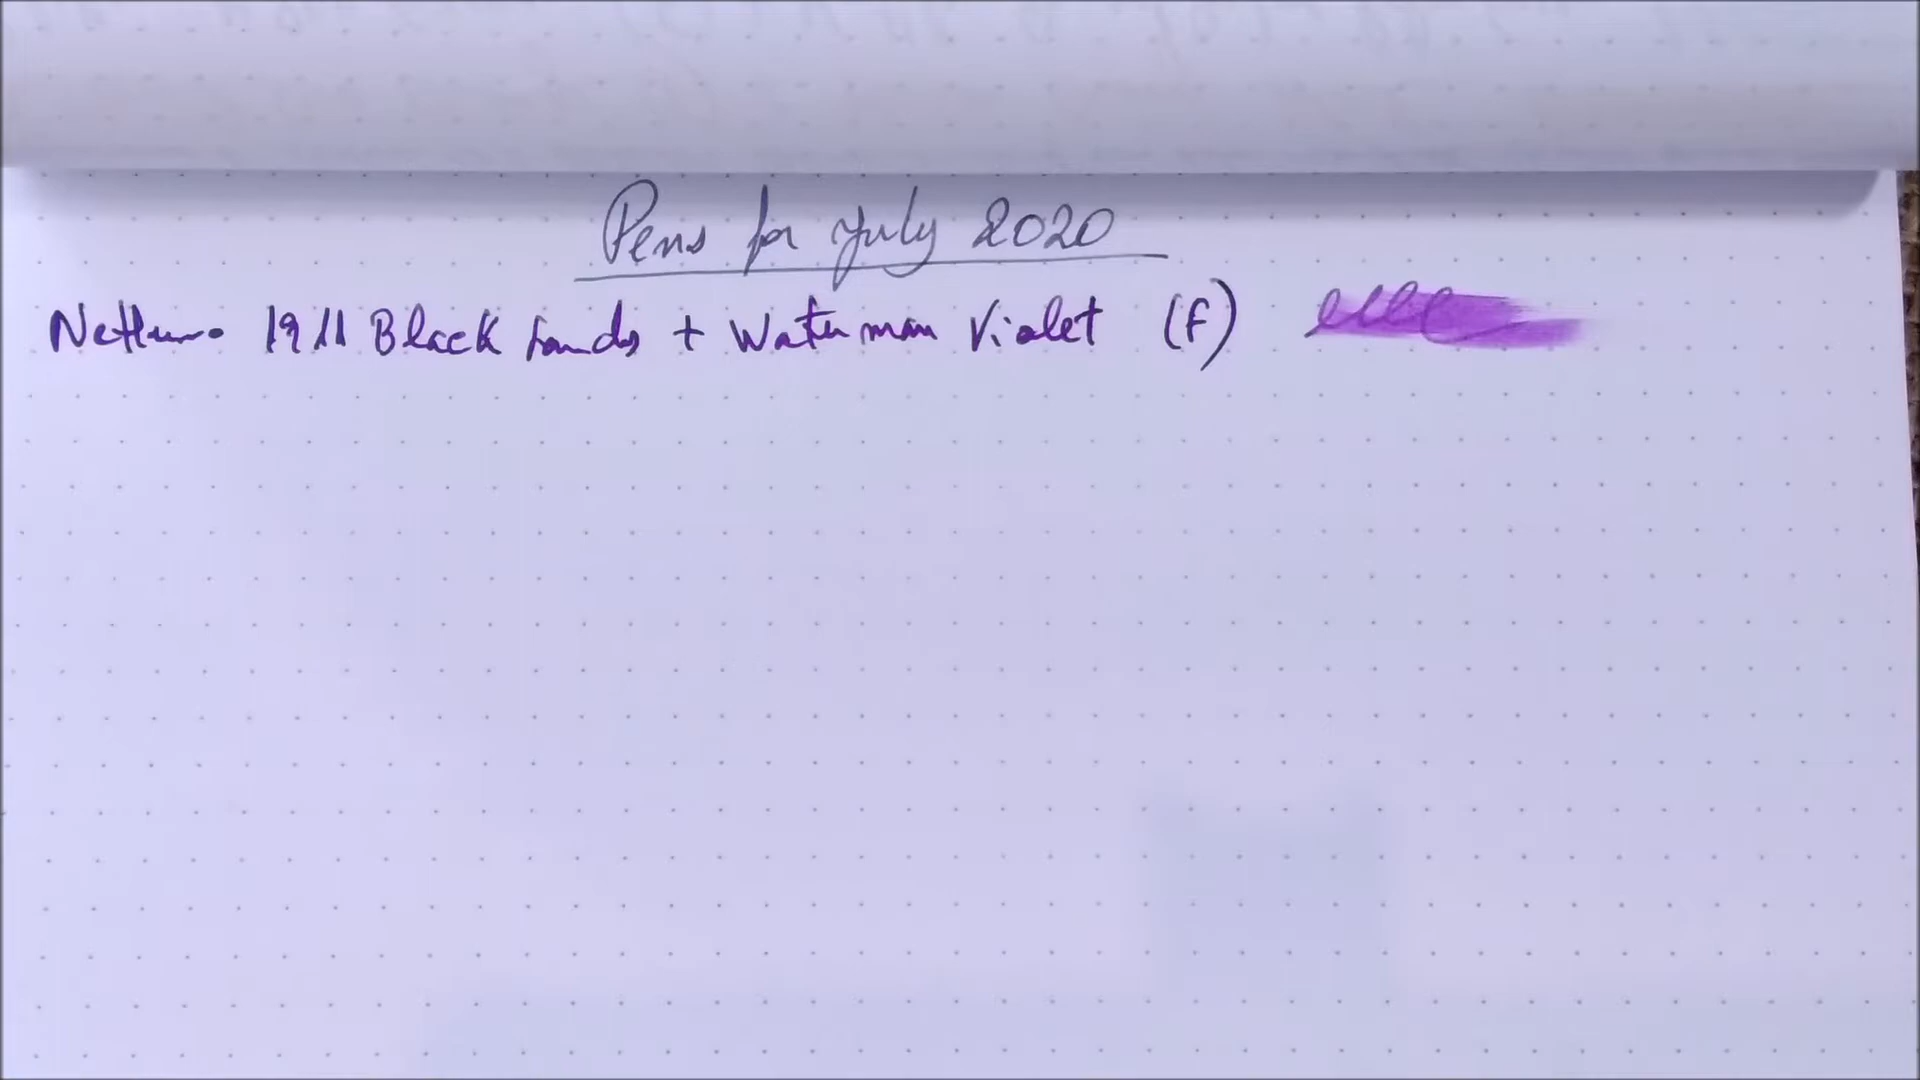 Pens for July 2020
Nettuno 1911 Black Sands + Waterman Violet (F)